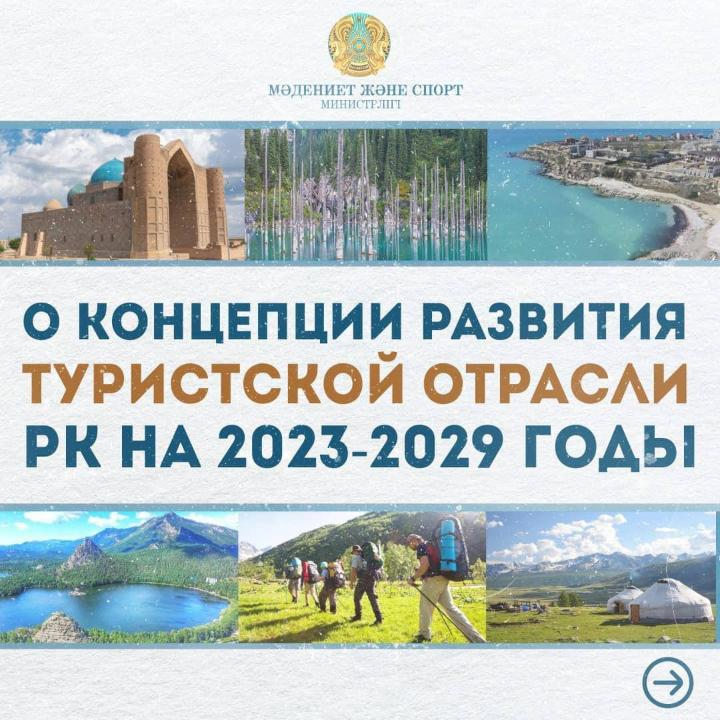 МӘДЕНИЕТ ЖӘНЕ СПОРТ
МИНИСТРЛІГІ
О КОНЦЕПЦИИ РАЗВИТИЯ
ТУРИСТСКОЙ ОТРАСЛИ
РК НА 2023-2029 ГОДЫ